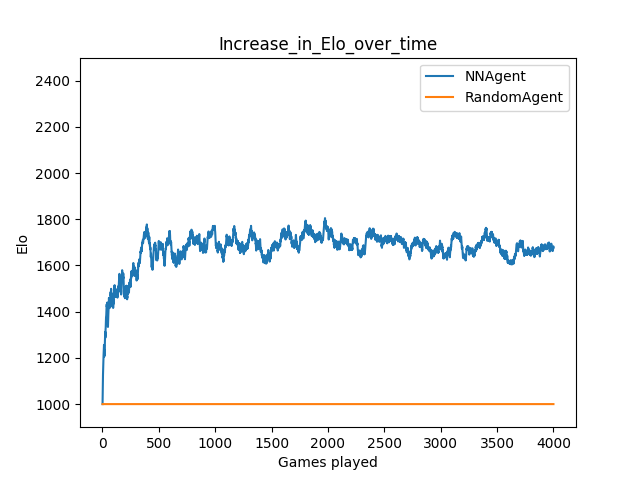 Increase_in_Elo_over_time
NNAgent
RandomAgent
2400
2200
2000
1800
1600
1400
1200
1000
Elo
0 500 1000 1500 2000 2500 3000 3500 4000
Games played